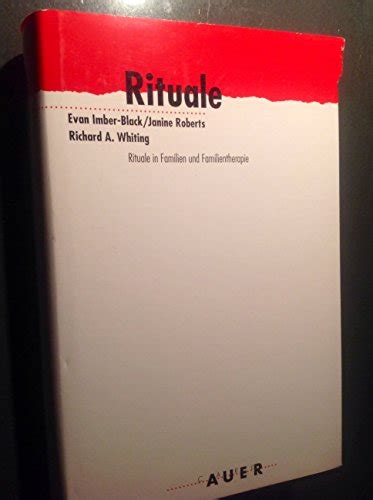 Rituale
Evan Imber-Black/Janine Roberts
Richard A. Whiting
Rituale in Familien und Familientherapie
AUER